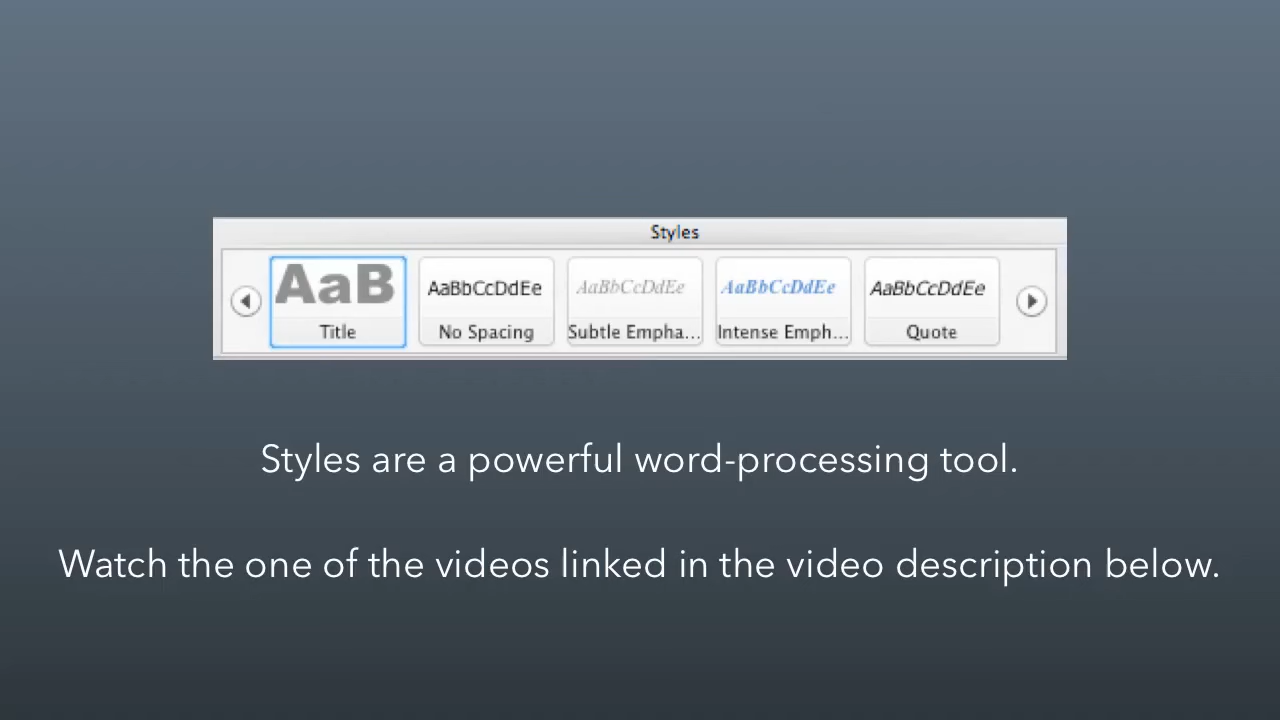 Styles
AaB AaBbCcDdEe AaBbCcDdEe AaBbCcDdEe AaBbCcDdEe
Title No Spacing Subtle Empha... Intense Emph... Quote
Styles are a powerful word-processing tool.
Watch the one of the videos linked in the video description below.